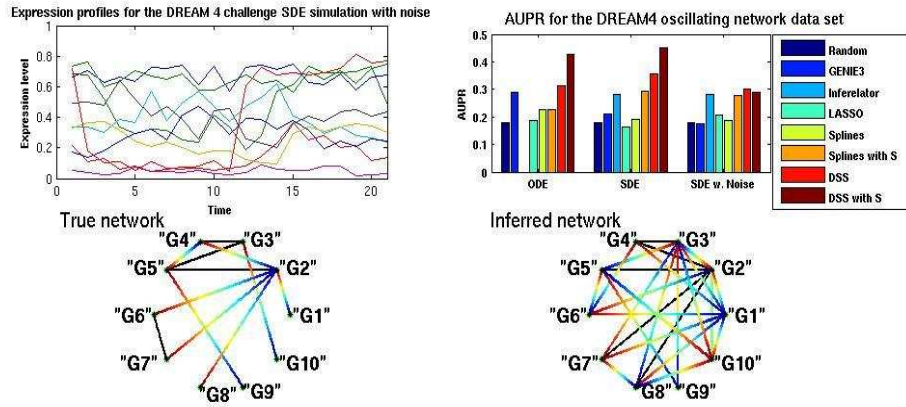 Expression profiles for the DREAM 4 challenge SDE simulation with noise
Expression level
1
0.8
0.6
0.4
0.2
0
0
5
10
15
20
Time
AUPR for the DREAM4 oscillating network data set
AUPR
0.5
0.4
0.3
0.2
0.1
0
ODE
SDE
SDE w. Noise
Random
GENIE3
Inferelator
LASSO
Splines
Splines with S
DSS
DSS with S
True network
"G4"
"G3"
"G5"
"G2"
"G6"
"G1"
"G7"
"G10"
"G8"
"G9"
Inferred network
"G4"
"G3"
"G5"
"G2"
"G6"
"G1"
"G7"
"G10"
"G8"
"G9"